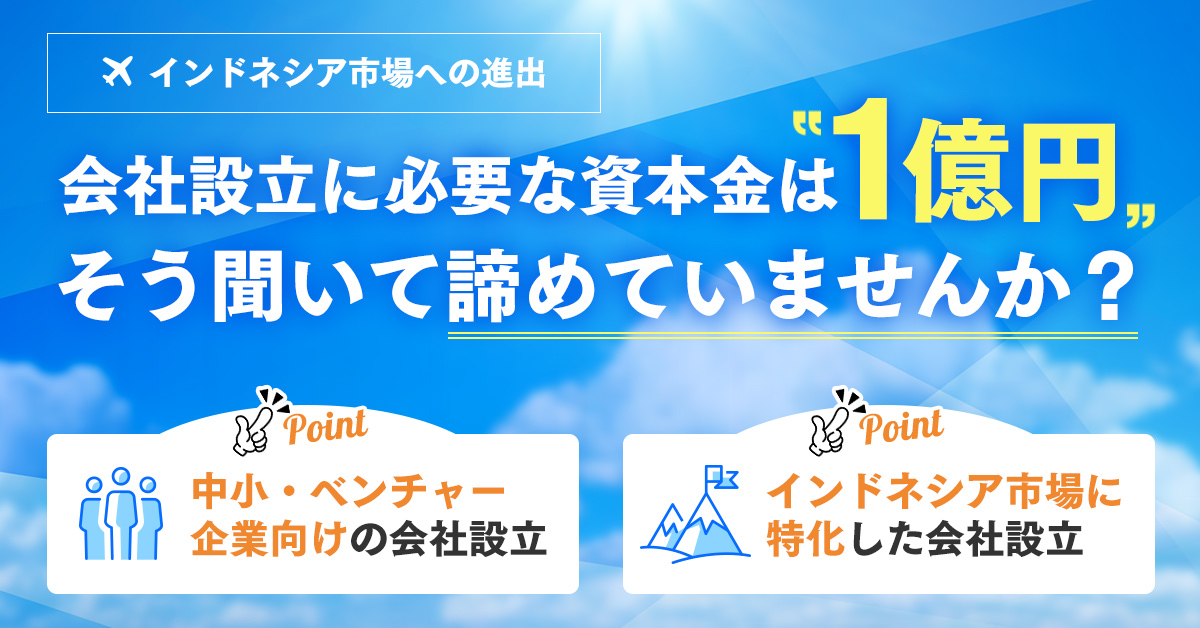 インドネシア市場への進出
会社設立に必要な資本金は“1億円”
そう聞いて諦めていませんか？
Point
中小・ベンチャー
企業向けの会社設立
Point
インドネシア市場に
特化した会社設立